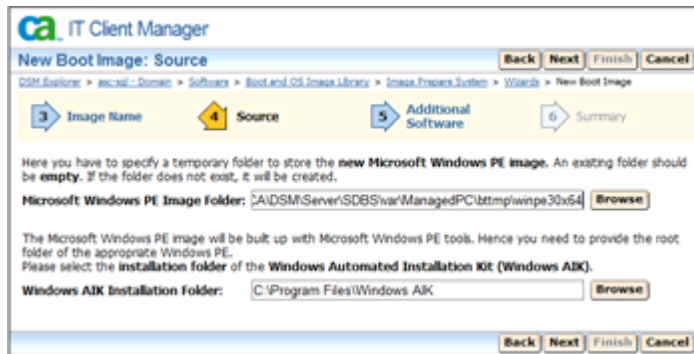 ca IT Client Manager
New Boot Image: Source
Back Next Finish Cancel
DSM Explorer > asc-sql - Domain > Software > Boot and OS Image Library > Image Prepare System > Wizards > New Boot Image
3 Image Name
4 Source
5 Additional Software
6 Summary
Here you have to specify a temporary folder to store the new Microsoft Windows PE image. An existing folder should
be empty. If the folder does not exist, it will be created.
Microsoft Windows PE Image Folder: CA\DSM\Server\SDBS\var\ManagedPC\bttmp\winpe30x64 Browse
The Microsoft Windows PE image will be built up with Microsoft Windows PE tools. Hence you need to provide the root
folder of the appropriate Windows PE.
Please select the installation folder of the Windows Automated Installation Kit (Windows AIK).
Windows AIK Installation Folder: C:\Program Files\Windows AIK Browse
Back Next Finish Cancel